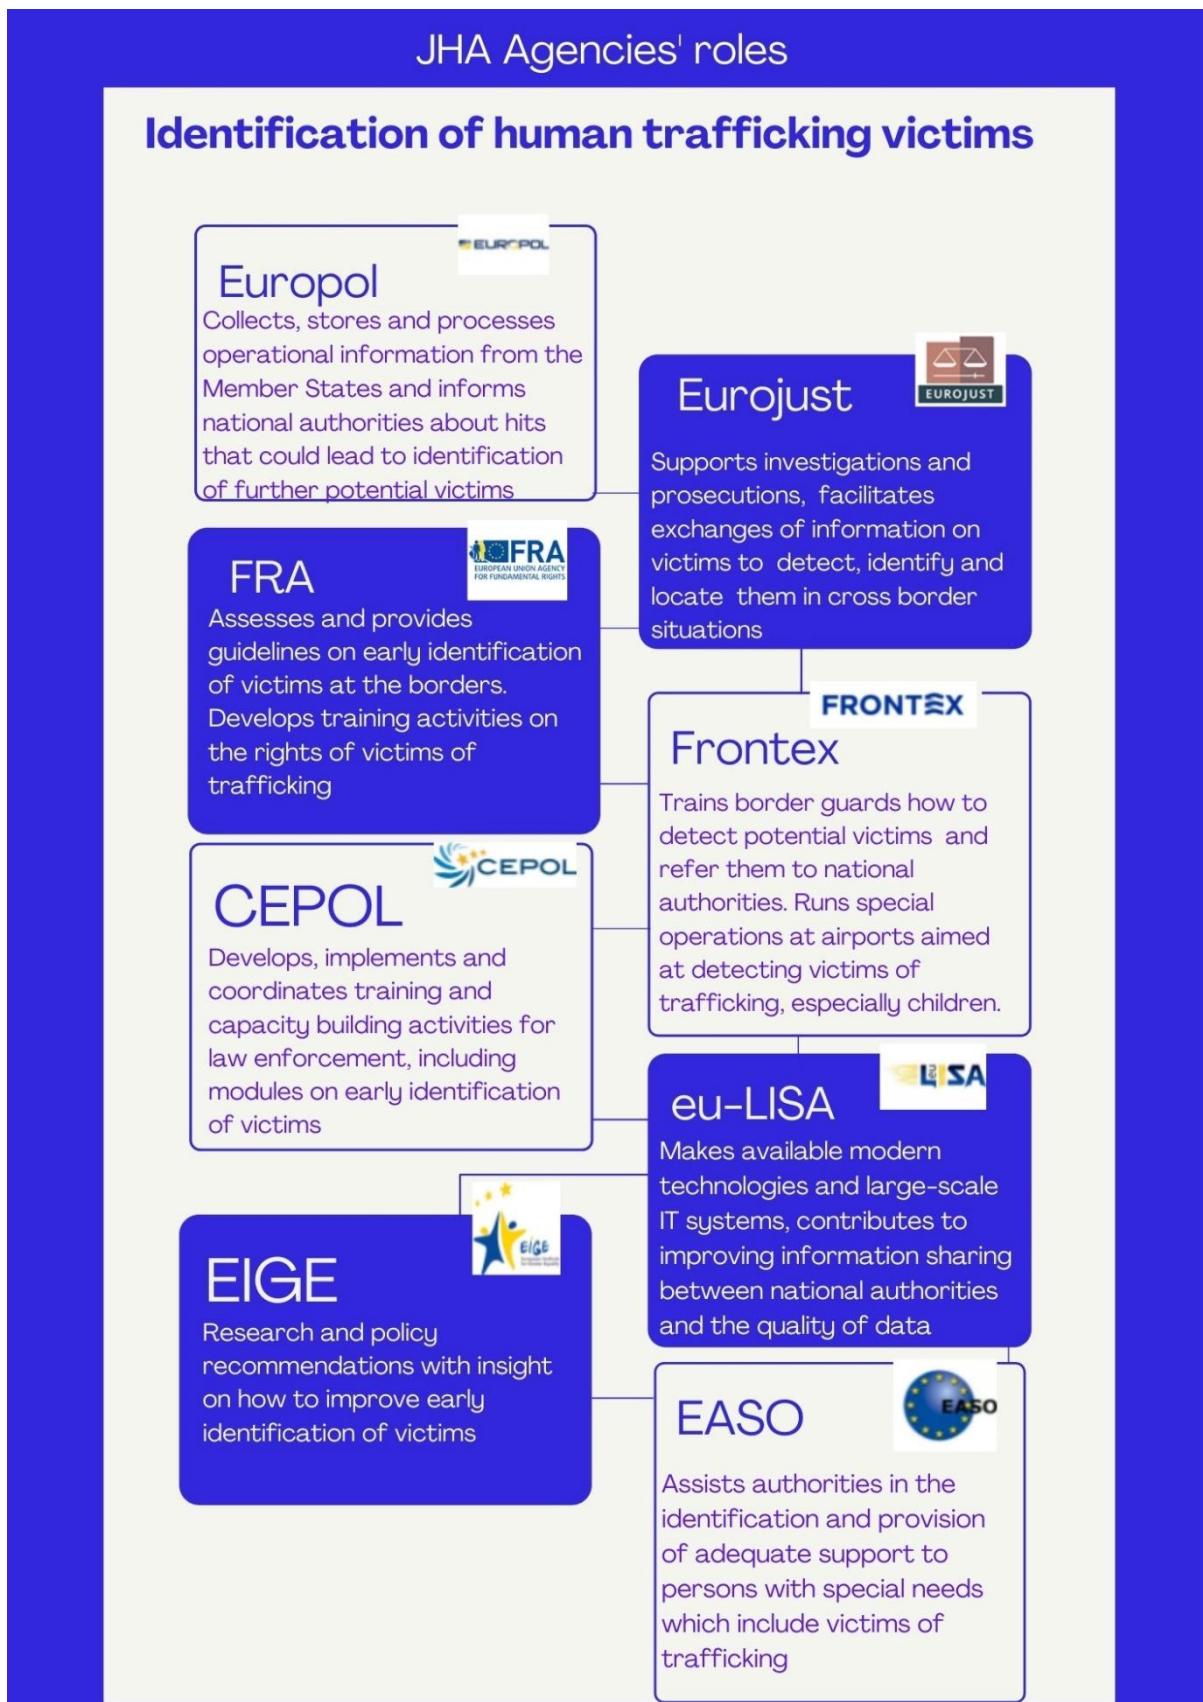 JHA Agencies' roles
Identification of human trafficking victims
EUROPOL
Europol
Collects, stores and processes
operational information from the
Member States and informs
national authorities about hits
that could lead to identification
of further potential victims
EUROJUST
Eurojust
Supports investigations and
prosecutions, facilitates
exchanges of information on
victims to detect, identify and
locate them in cross border
situations
FRA
EUROPEAN UNION AGENCY
FOR FUNDAMENTAL RIGHTS
FRA
Assesses and provides
guidelines on early identification
of victims at the borders.
Develops training activities on
the rights of victims of
trafficking
FRONTEX
Frontex
Trains border guards how to
detect potential victims and
refer them to national
authorities. Runs special
operations at airports aimed
at detecting victims of
trafficking, especially children.
CEPOL
CEPOL
Develops, implements and
coordinates training and
capacity building activities for
law enforcement, including
modules on early identification
of victims
eu LISA
eu-LISA
Makes available modern
technologies and large-scale
IT systems, contributes to
improving information sharing
between national authorities
and the quality of data
EIGE
European Institute
for Gender Equality
EIGE
Research and policy
recommendations with insight
on how to improve early
identification of victims
EASO
EASO
Assists authorities in the
identification and provision
of adequate support to
persons with special needs
which include victims of
trafficking